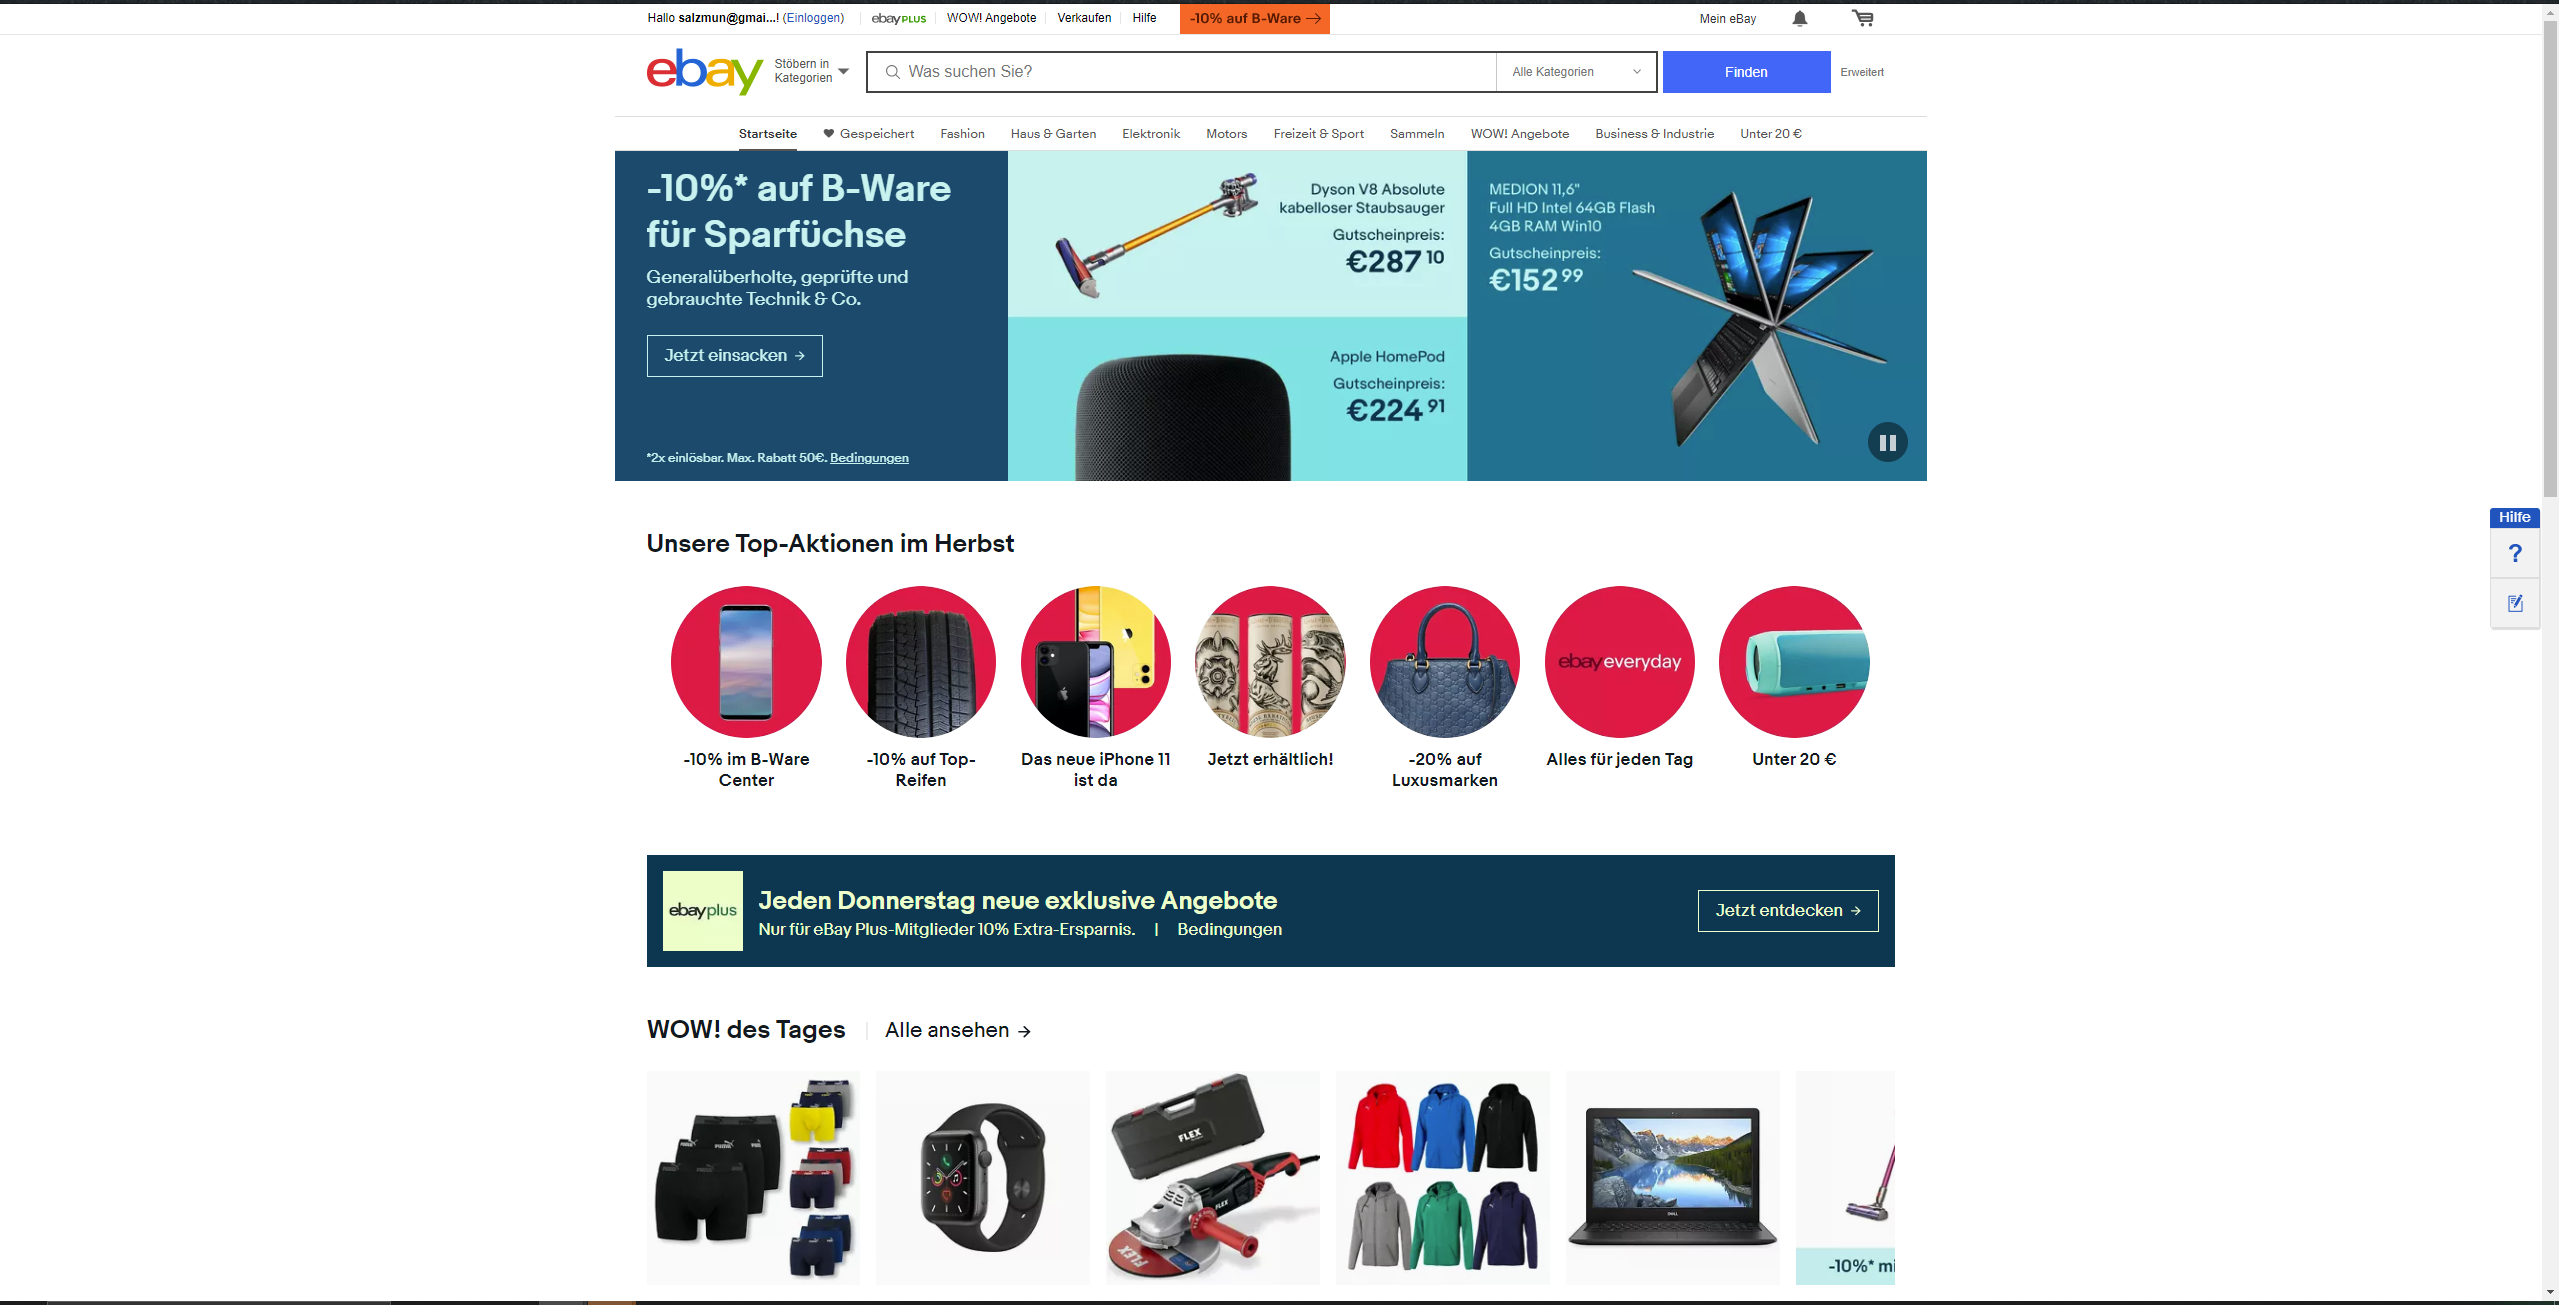 Hallo salzmun@gmai...! (Einloggen)
ebay PLUS
WOW! Angebote
Verkaufen
Hilfe
-10% auf B-Ware →
Mein eBay
ebay
Stöbern in
Kategorien
Was suchen Sie?
Alle Kategorien
Finden
Erweitert
Startseite
Gespeichert
Fashion
Haus & Garten
Elektronik
Motors
Freizeit & Sport
Sammeln
WOW! Angebote
Business & Industrie
Unter 20 €
-10%* auf B-Ware
für Sparfüchse
Generalüberholte, geprüfte und
gebrauchte Technik & Co.
Jetzt einsacken →
*2x einlösbar. Max. Rabatt 50€. Bedingungen
Dyson V8 Absolute
kabelloser Staubsauger
Gutscheinpreis:
€287 10
Apple HomePod
Gutscheinpreis:
€224 91
MEDION 11,6"
Full HD Intel 64GB Flash
4GB RAM Win10
Gutscheinpreis:
€152 99
Hilfe
?
Unsere Top-Aktionen im Herbst
ebay everyday
-10% im B-Ware
Center
-10% auf Top-
Reifen
Das neue iPhone 11
ist da
Jetzt erhältlich!
-20% auf
Luxusmarken
Alles für jeden Tag
Unter 20 €
ebay plus
Jeden Donnerstag neue exklusive Angebote
Nur für eBay Plus-Mitglieder 10% Extra-Ersparnis. | Bedingungen
Jetzt entdecken →
WOW! des Tages
Alle ansehen →
FLEX
FLEX
FLEX
DELL
-10%* mi